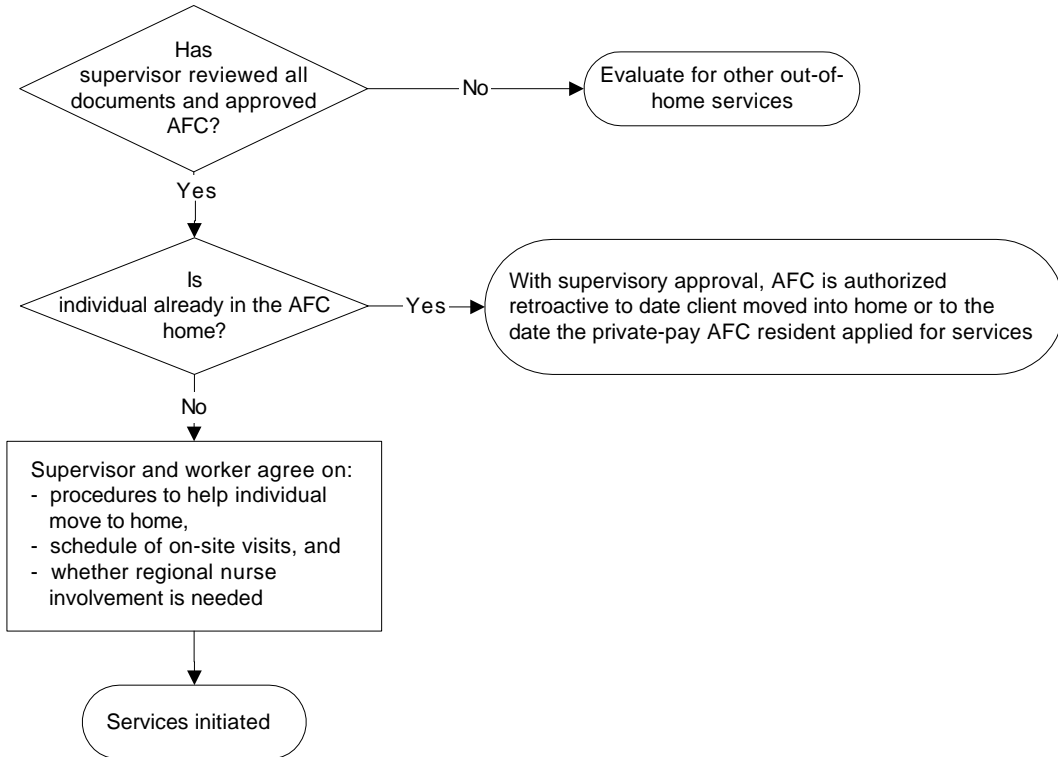 Has
supervisor reviewed all
documents and approved
AFC?
No
Evaluate for other out-of-
home services
Yes
Is
individual already in the AFC
home?
Yes
With supervisory approval, AFC is authorized
retroactive to date client moved into home or to the
date the private-pay AFC resident applied for services
No
Supervisor and worker agree on:
- procedures to help individual
move to home,
- schedule of on-site visits, and
- whether regional nurse
involvement is needed
Services initiated